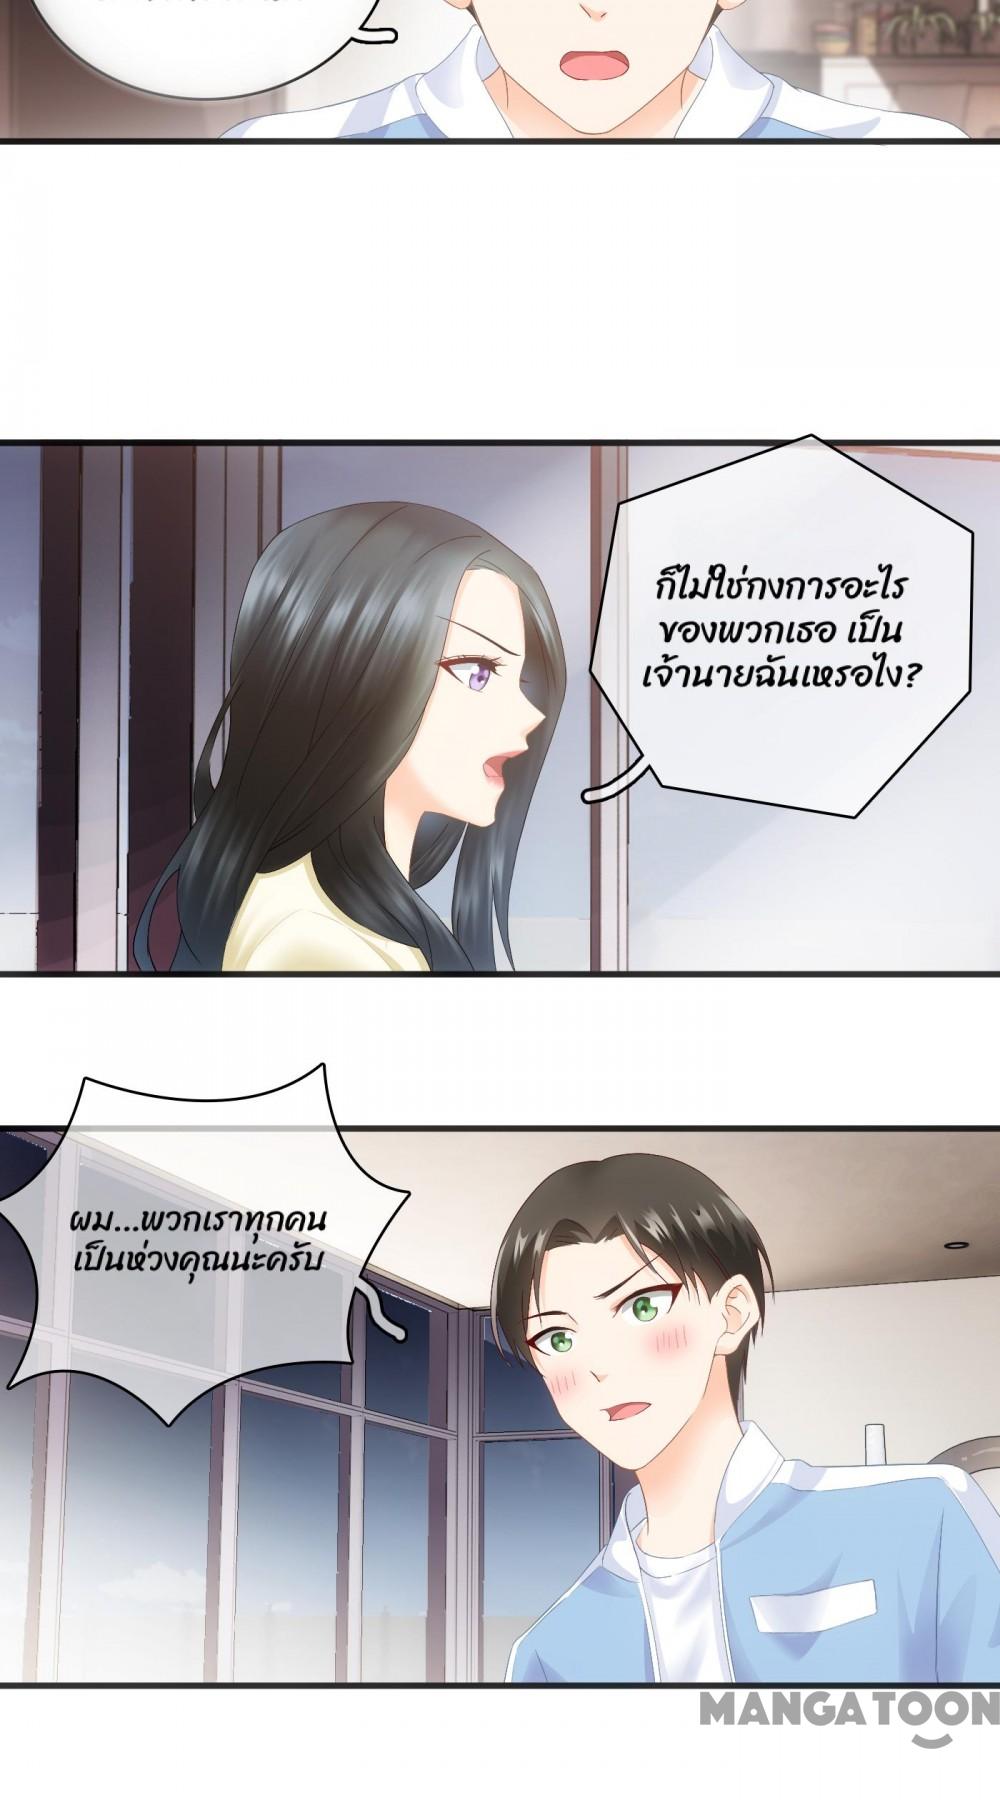 ก็ไม่ใช่กงการอะไร
ของพวกเธอ เป็น
เจ้านายฉันเหรอไง?
ผม...พวกเราทุกคน
เป็นห่วงคุณนะครับ
MANGATOON